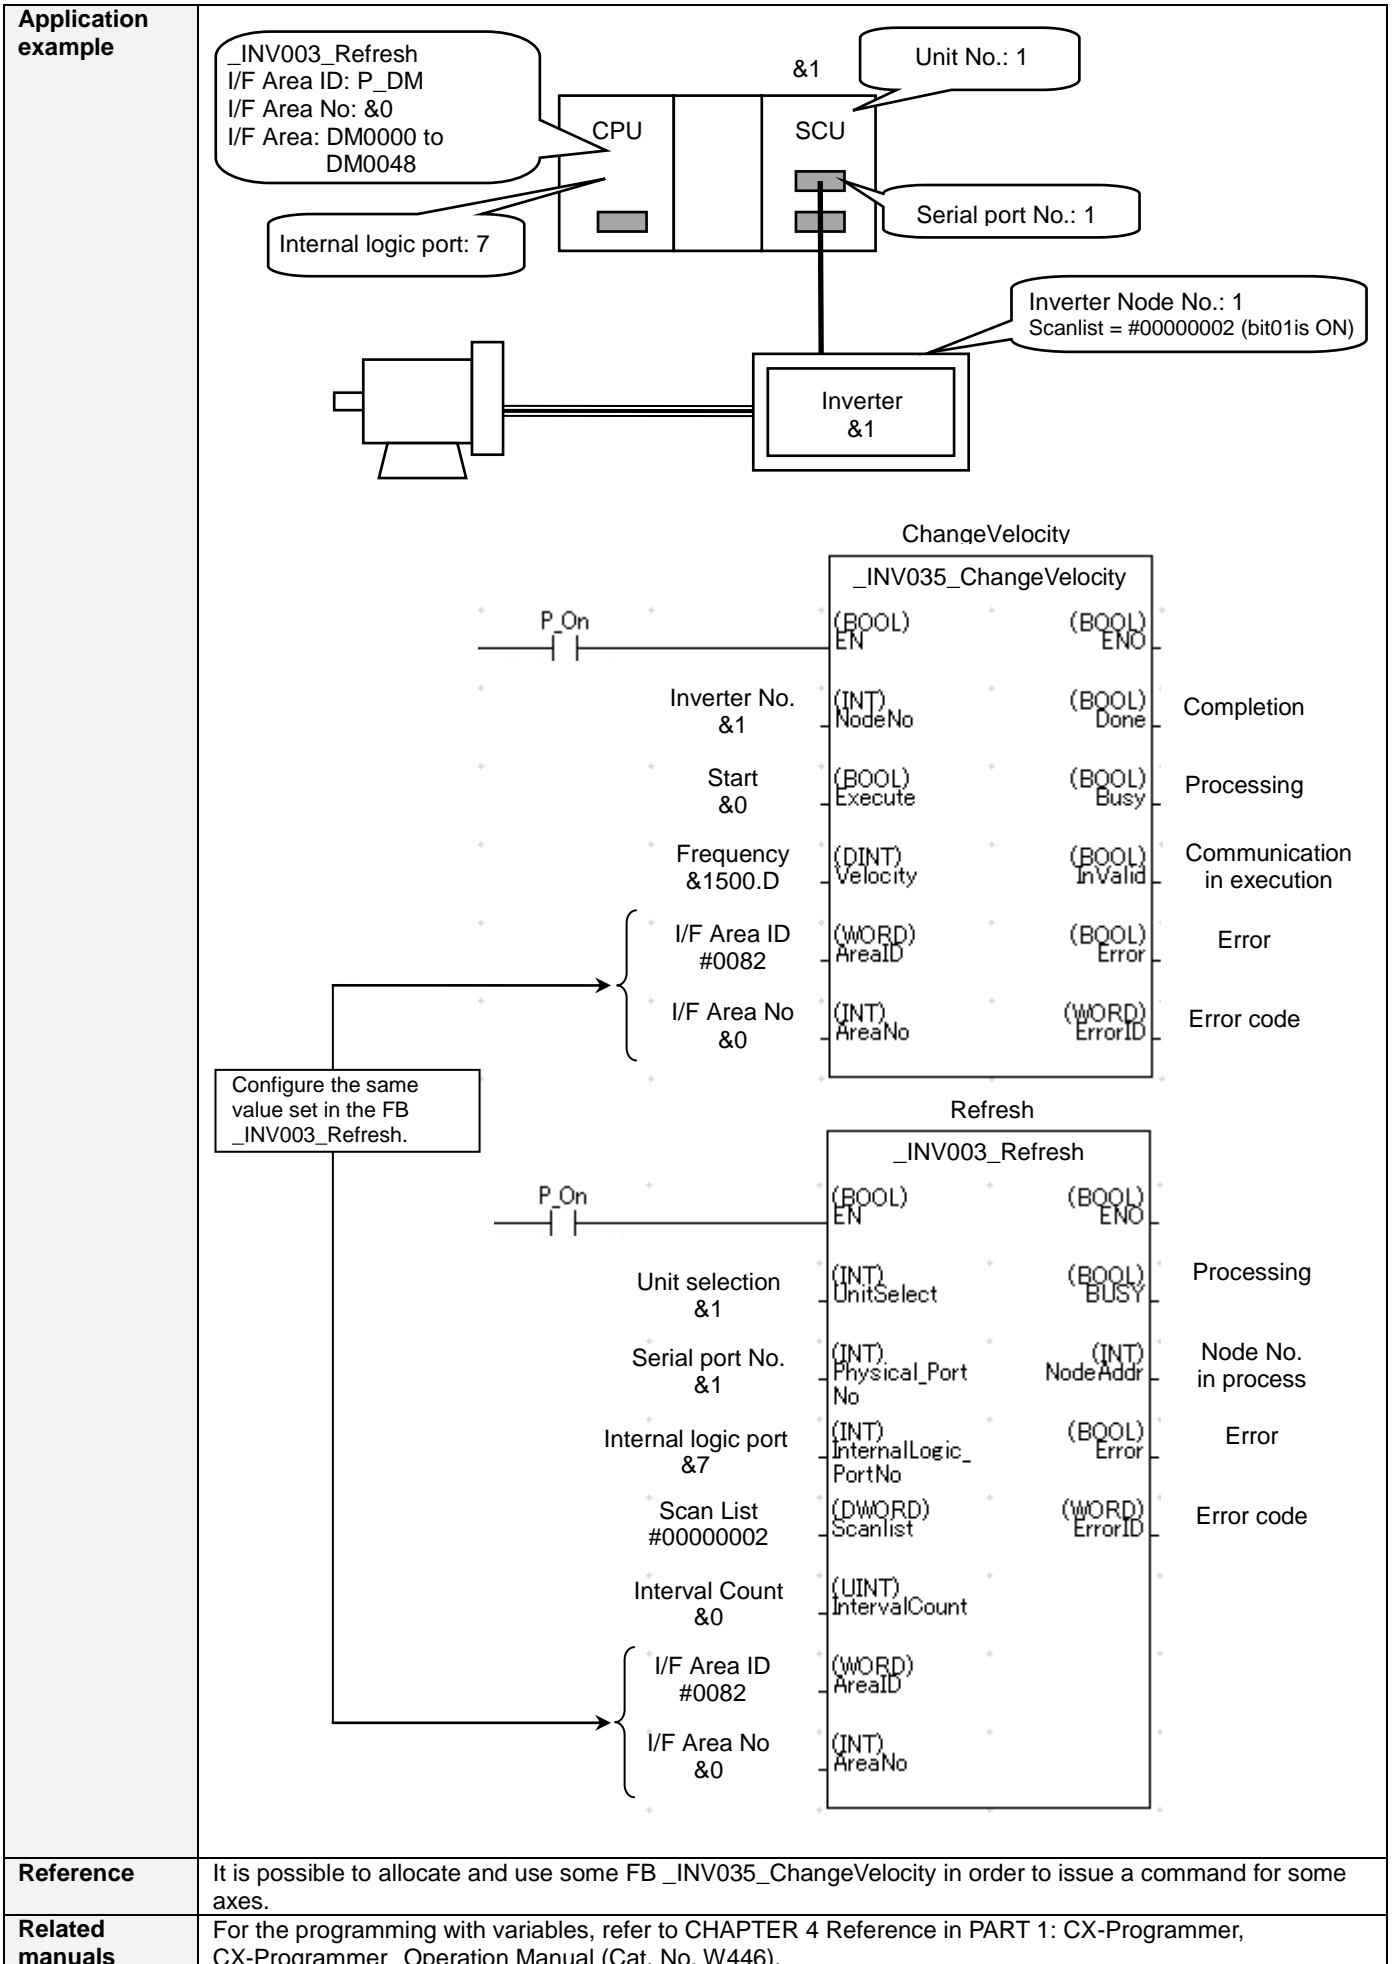 Application
example
_INV003_Refresh
I/F Area ID: P_DM
I/F Area No: &0
I/F Area: DM0000 to
DM0048
&1
Unit No.: 1
CPU
SCU
Serial port No.: 1
Internal logic port: 7
Inverter Node No.: 1
Scanlist = #00000002 (bit01is ON)
Inverter
&1
ChangeVelocity
_INV035_ChangeVelocity
P_On
(BOOL)
EN
(BOOL)
ENO
Inverter No.
&1
(INT)
NodeNo
(BOOL)
Done
Completion
Start
&0
(BOOL)
Execute
(BOOL)
Busy
Processing
Frequency
&1500.D
(DINT)
Velocity
(BOOL)
InValid
Communication
in execution
I/F Area ID
#0082
(WORD)
AreaID
(BOOL)
Error
Error
I/F Area No
&0
(INT)
AreaNo
(WORD)
ErrorID
Error code
Configure the same
value set in the FB
_INV003_Refresh.
Refresh
_INV003_Refresh
P_On
(BOOL)
EN
(BOOL)
ENO
Unit selection
&1
(INT)
UnitSelect
(BOOL)
BUSY
Processing
Serial port No.
&1
(INT)
Physical_Port
No
(INT)
NodeAddr
Node No.
in process
Internal logic port
&7
(INT)
InternalLogic_
PortNo
(BOOL)
Error
Error
Scan List
#00000002
(DWORD)
Scanlist
(WORD)
ErrorID
Error code
Interval Count
&0
(UINT)
IntervalCount
I/F Area ID
#0082
(WORD)
AreaID
I/F Area No
&0
(INT)
AreaNo
Reference
It is possible to allocate and use some FB _INV035_ChangeVelocity in order to issue a command for some
axes.
Related
manuals
For the programming with variables, refer to CHAPTER 4 Reference in PART 1: CX-Programmer,
CX-Programmer_Operation Manual (Cat. No. W446).